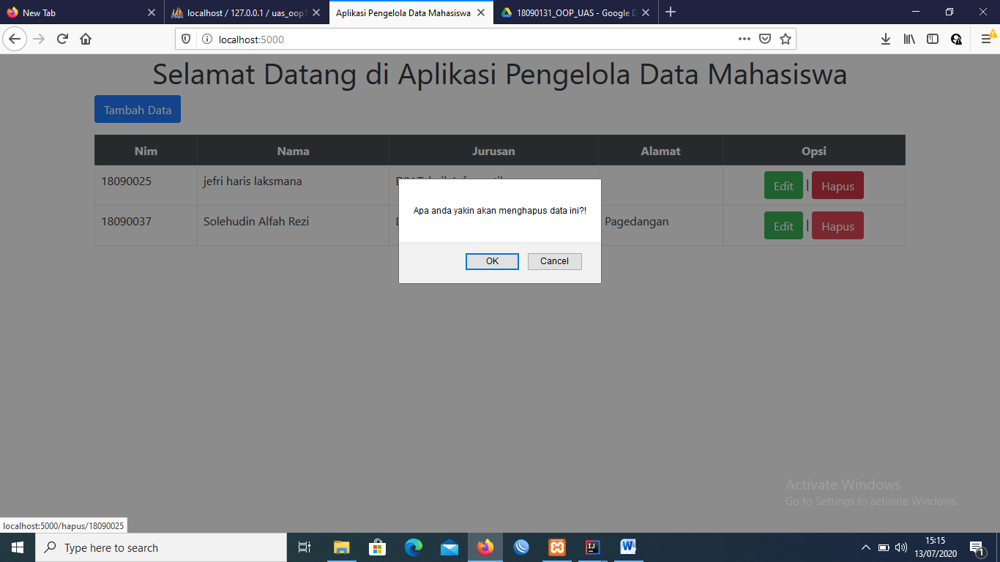 New Tab
localhost / 127.0.0.1 / uas_oop1
Aplikasi Pengelola Data Mahasiswa
18090131_OOP_UAS - Google D
localhost:5000
Selamat Datang di Aplikasi Pengelola Data Mahasiswa
Tambah Data
Nim Nama Jurusan Alamat Opsi
18090025 jefri haris laksmana Edit | Hapus
18090037 Solehudin Alfah Rezi D Pagedangan Edit | Hapus
Apa anda yakin akan menghapus data ini?!
OK Cancel
Activate Windows
Go to Settings to activate Windows.
localhost:5000/hapus/18090025
Type here to search
15:15
13/07/2020
1